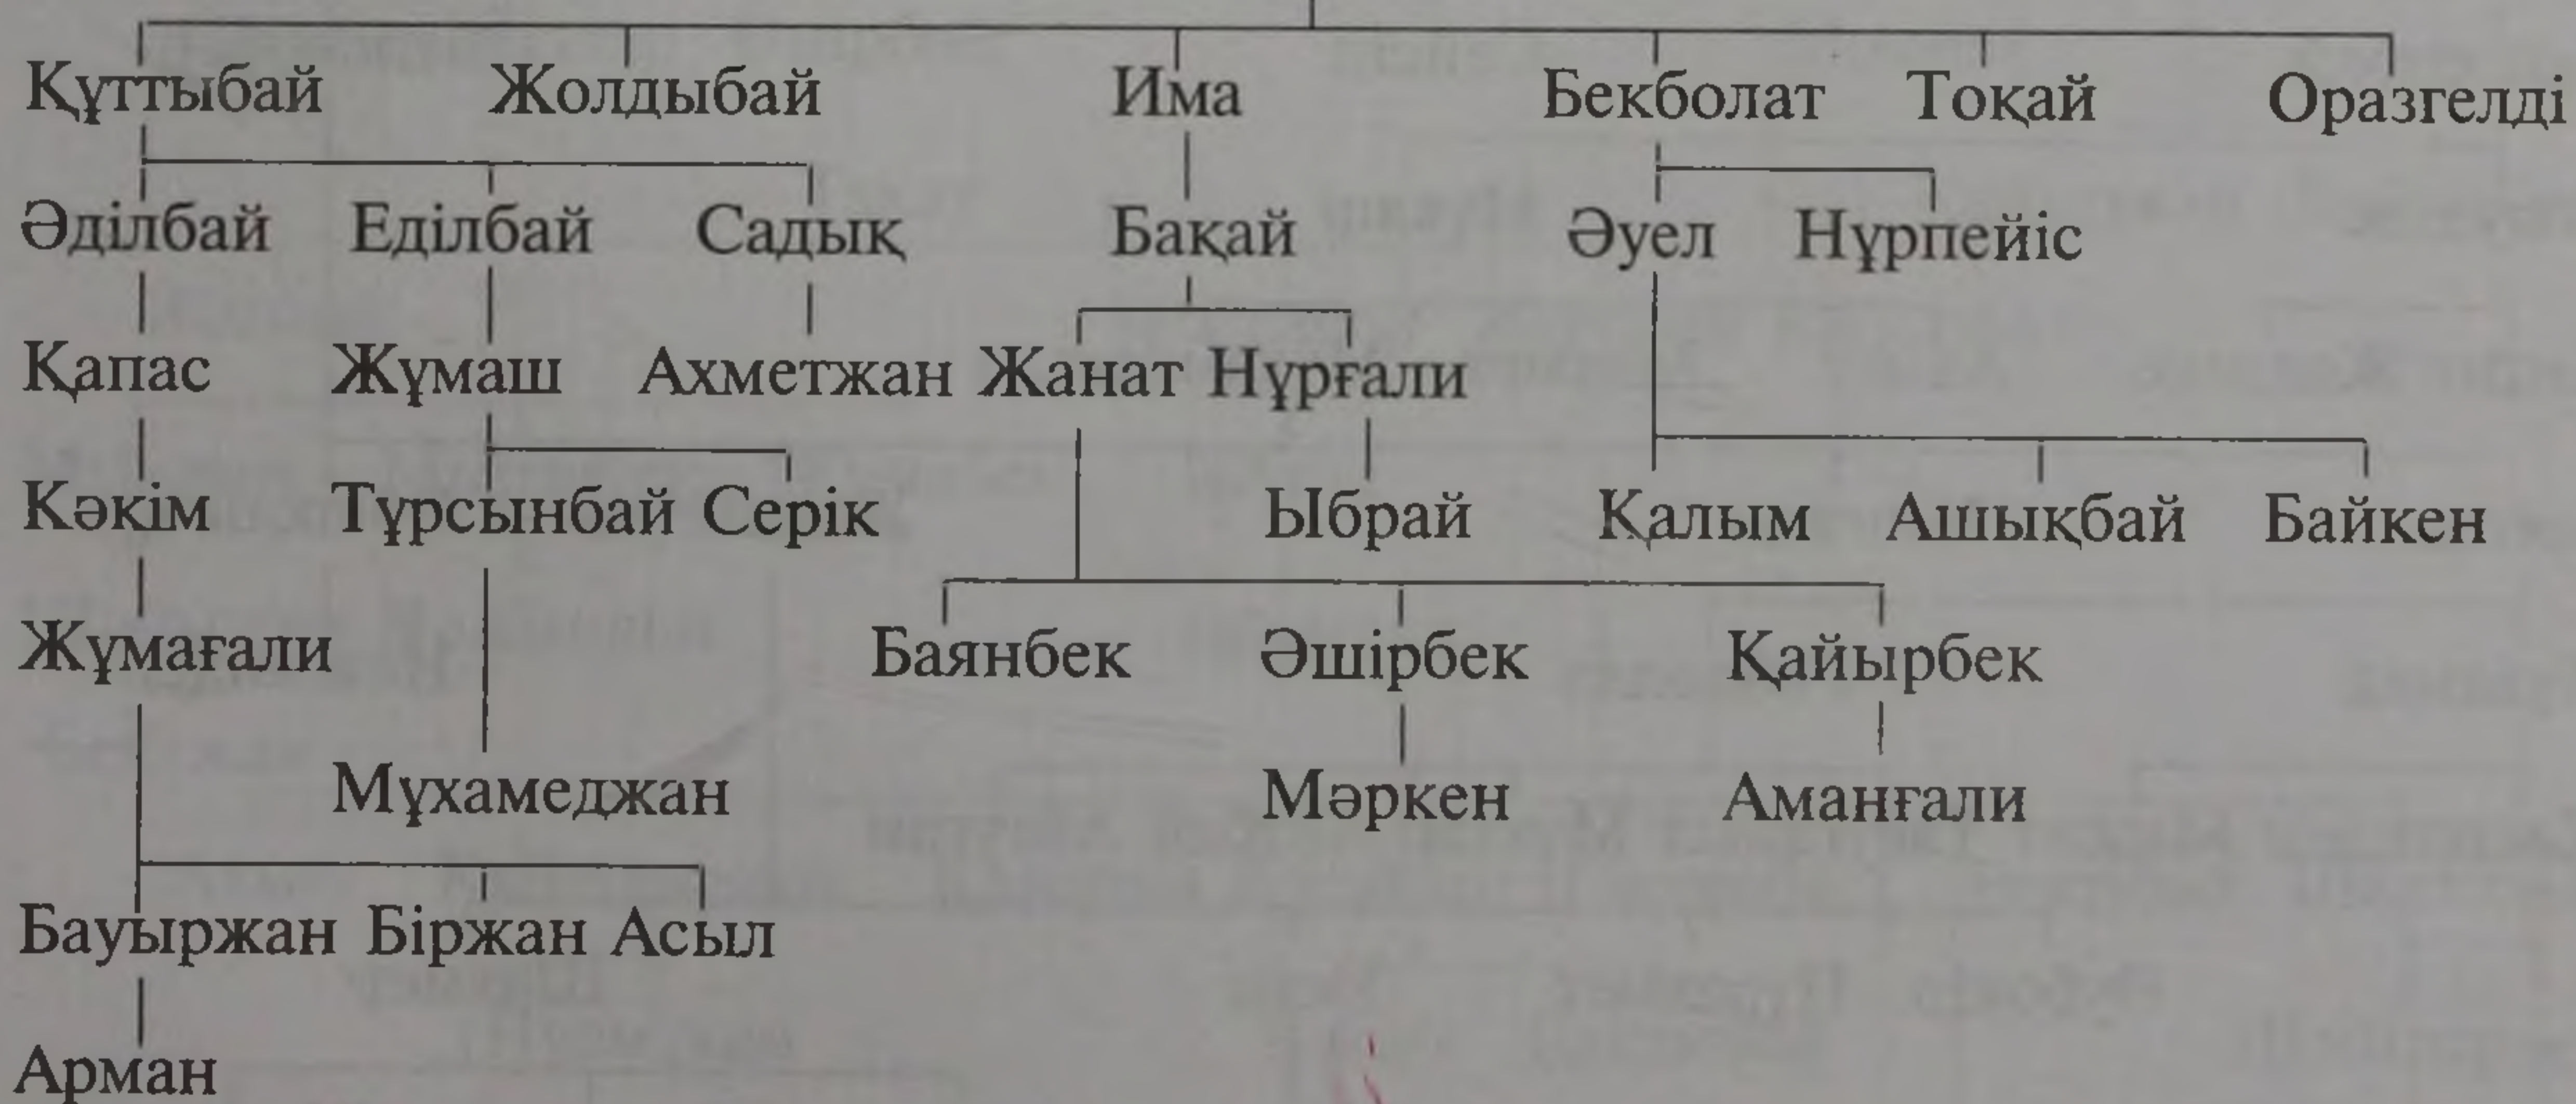 Құттыбай Жолдыбай Има Бекболат Тоқай Оразгелді
Әділбай Еділбай Садық Бақай Әуел Нұрпейіс
Қапас Жұмаш Ахметжан Жанат Нұрғали
Кәкім Тұрсынбай Серік Ыбрай Қалым Ашықбай Байкен
Жұмағали Баянбек Әшірбек Қайырбек
Мұхамеджан Мәркен Аманғали
Бауыржан Біржан Асыл
Арман